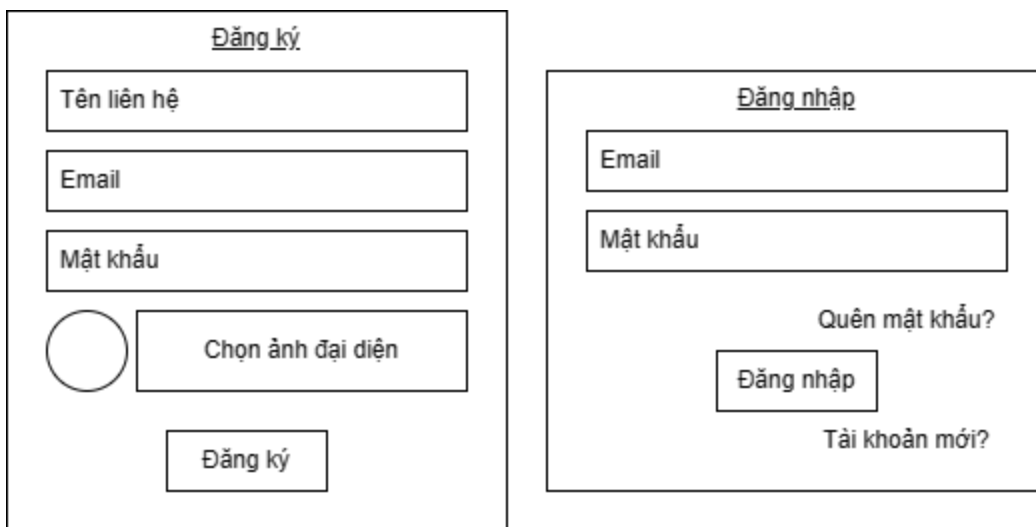 Đăng ký
Tên liên hệ
Email
Mật khẩu
Chọn ảnh đại diện
Đăng ký
Đăng nhập
Email
Mật khẩu
Quên mật khẩu?
Đăng nhập
Tài khoản mới?